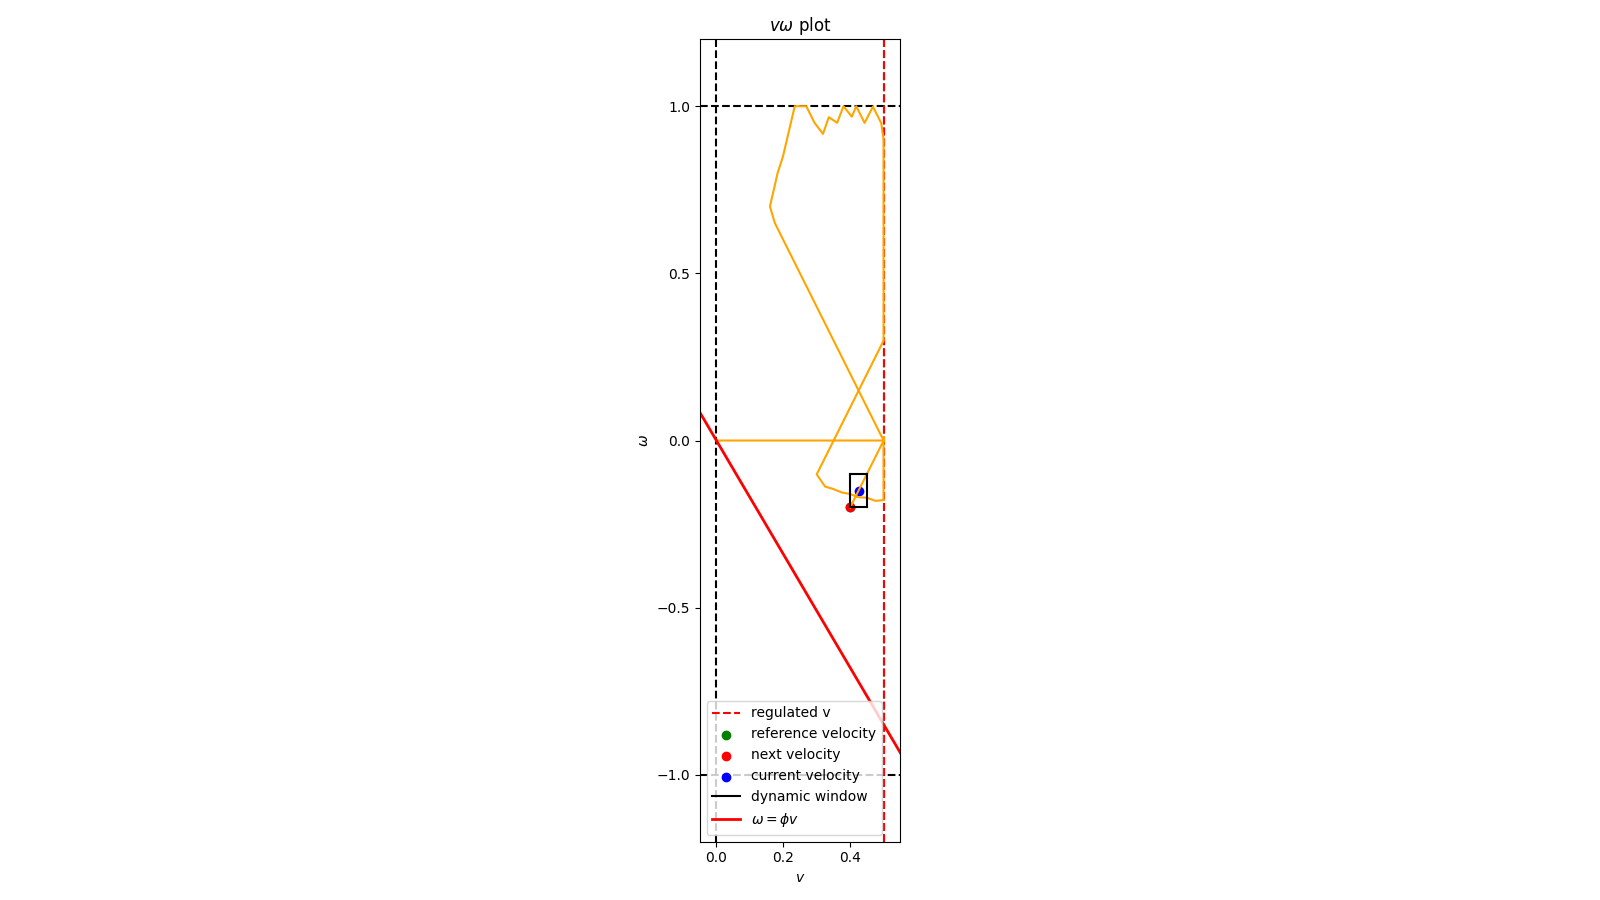 vω plot
1.0
0.5
ω
0.0
−0.5
−1.0
regulated v
reference velocity
next velocity
current velocity
dynamic window
ω = ϕv
0.0 0.2 0.4
v